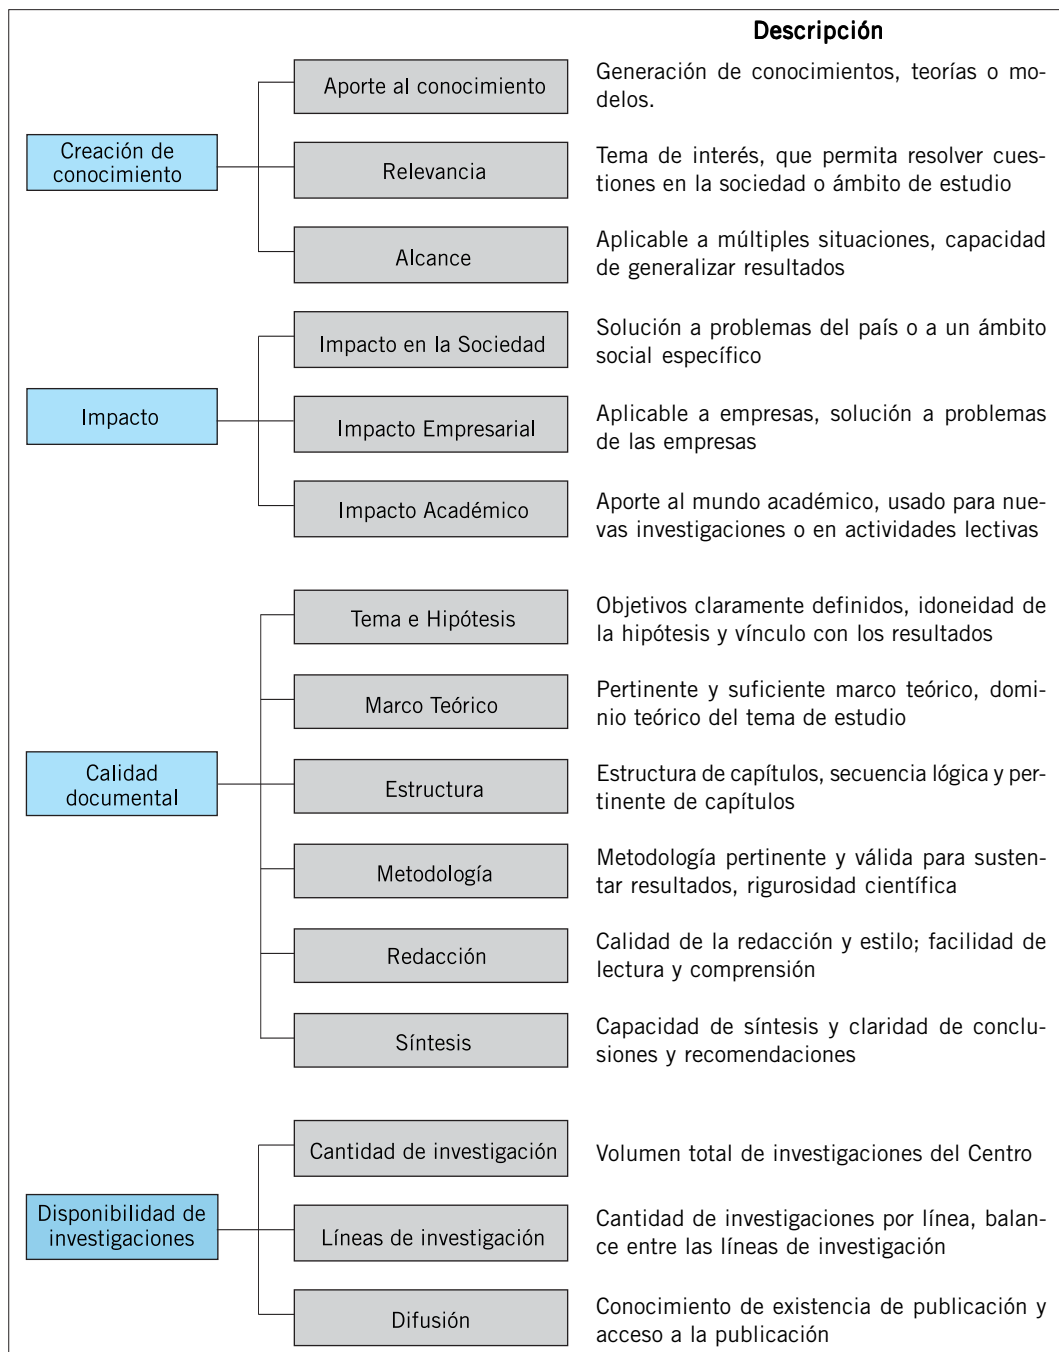 Descripción
Aporte al conocimiento
Generación de conocimientos, teorías o mo-
delos.
Creación de
conocimiento
Relevancia
Tema de interés, que permita resolver cues-
tiones en la sociedad o ámbito de estudio
Alcance
Aplicable a múltiples situaciones, capacidad
de generalizar resultados
Impacto en la Sociedad
Solución a problemas del país o a un ámbito
social específico
Impacto
Impacto Empresarial
Aplicable a empresas, solución a problemas
de las empresas
Impacto Académico
Aporte al mundo académico, usado para nue-
vas investigaciones o en actividades lectivas
Tema e Hipótesis
Objetivos claramente definidos, idoneidad de
la hipótesis y vínculo con los resultados
Marco Teórico
Pertinente y suficiente marco teórico, domi-
nio teórico del tema de estudio
Calidad
documental
Estructura
Estructura de capítulos, secuencia lógica y per-
tinente de capítulos
Metodología
Metodología pertinente y válida para susten-
tar resultados, rigurosidad científica
Redacción
Calidad de la redacción y estilo; facilidad de
lectura y comprensión
Síntesis
Capacidad de síntesis y claridad de conclu-
siones y recomendaciones
Cantidad de investigación
Volumen total de investigaciones del Centro
Disponibilidad de
investigaciones
Líneas de investigación
Cantidad de investigaciones por línea, balan-
ce entre las líneas de investigación
Difusión
Conocimiento de existencia de publicación y
acceso a la publicación